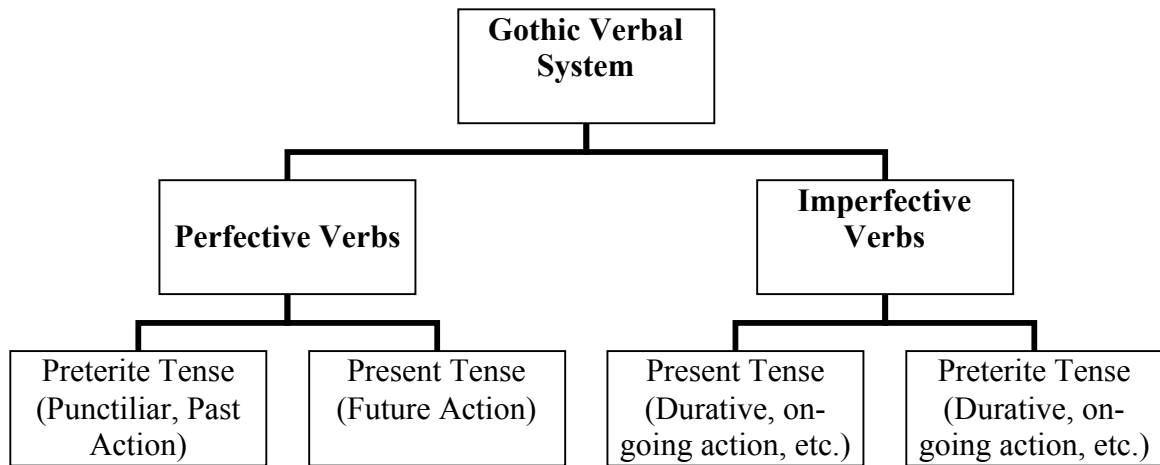 Gothic Verbal
System
Perfective Verbs
Imperfective
Verbs
Preterite Tense
(Punctiliar, Past
Action)
Present Tense
(Future Action)
Present Tense
(Durative, on-
going action, etc.)
Preterite Tense
(Durative, on-
going action, etc.)